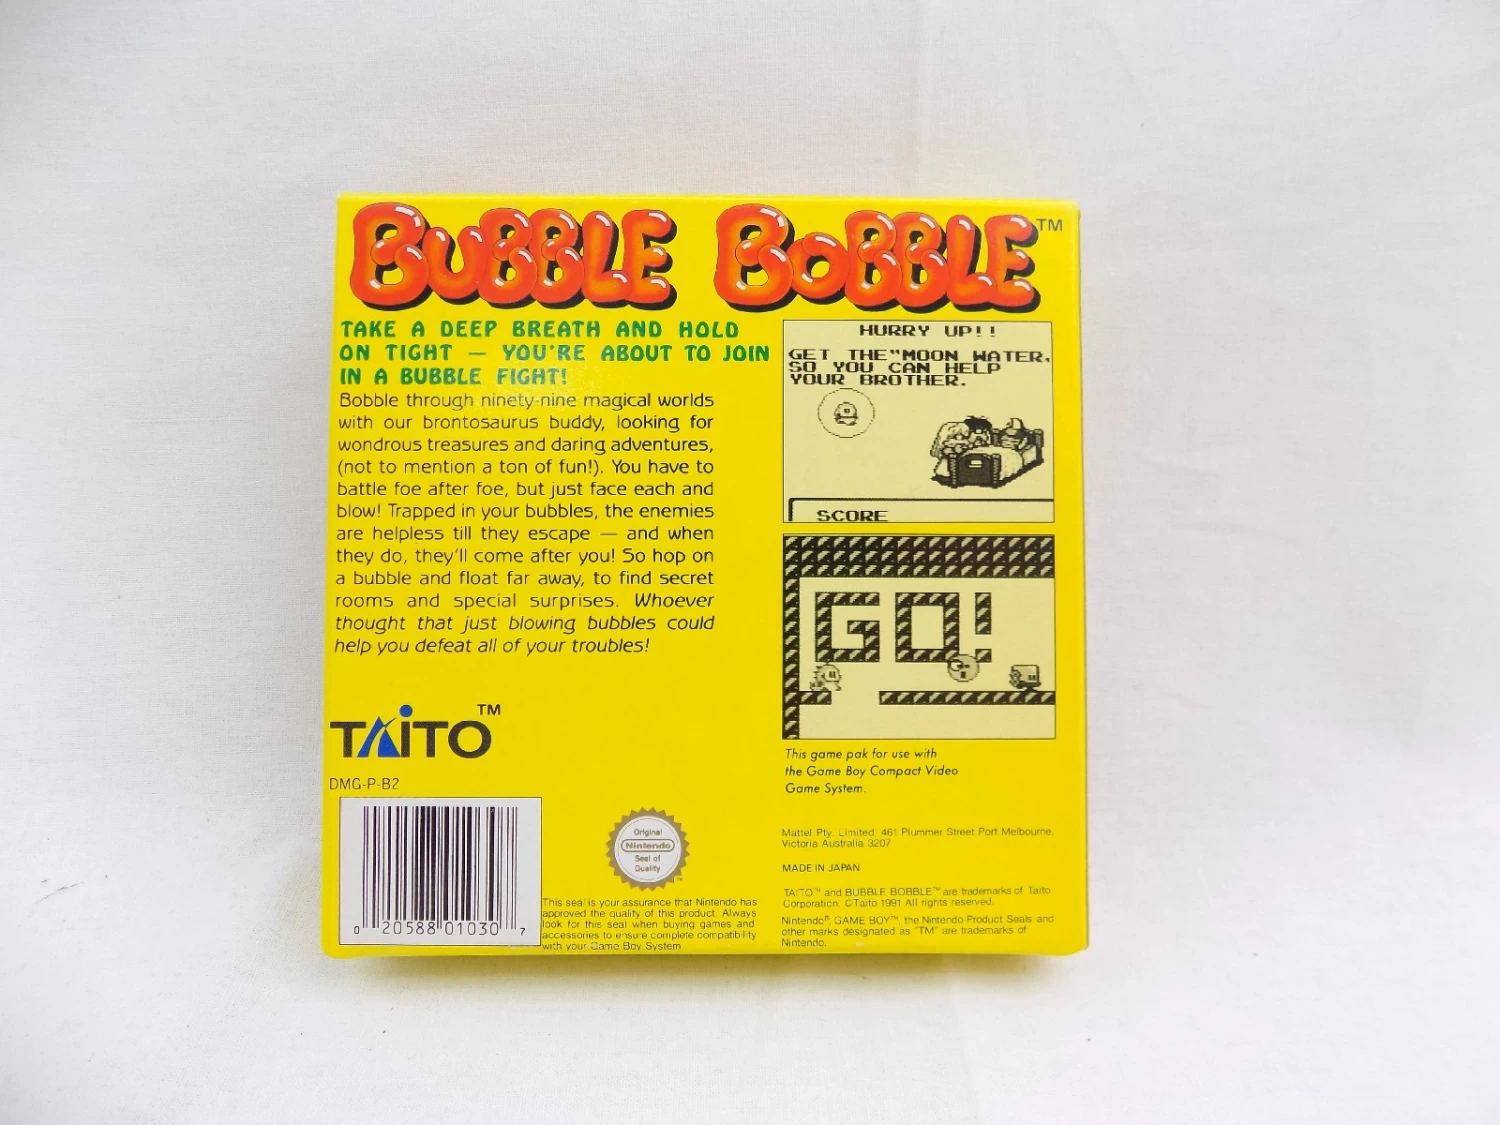 BUBBLE BOBBLE™
TAKE A DEEP BREATH AND HOLD
ON TIGHT — YOU'RE ABOUT TO JOIN
IN A BUBBLE FIGHT!
Bobble through ninety-nine magical worlds
with our brontosaurus buddy, looking for
wondrous treasures and daring adventures,
(not to mention a ton of fun!). You have to
battle foe after foe, but just face each and
blow! Trapped in your bubbles, the enemies
are helpless till they escape — and when
they do, they'll come after you! So hop on
a bubble and float far away, to find secret
rooms and special surprises. Whoever
thought that just blowing bubbles could
help you defeat all of your troubles!
TAITO™
DMG-P-B2
0 20588 01030 7
Original
Nintendo
Seal of
Quality
™
This seal is your assurance that Nintendo has
approved the quality of this product. Always
look for this seal when buying games and
accessories to ensure complete compatibility
with your Game Boy System.
HURRY UP!!
GET THE"MOON WATER,
SO YOU CAN HELP
YOUR BROTHER.
SCORE
GO!
This game pak for use with
the Game Boy Compact Video
Game System.
Mattel Pty. Limited. 461 Plummer Street Port Melbourne,
Victoria Australia 3207
MADE IN JAPAN
TAITO™ and BUBBLE BOBBLE™ are trademarks of Taito
Corporation. ©Taito 1991 All rights reserved.
Nintendo®, GAME BOY™, the Nintendo Product Seals and
other marks designated as "TM" are trademarks of
Nintendo.